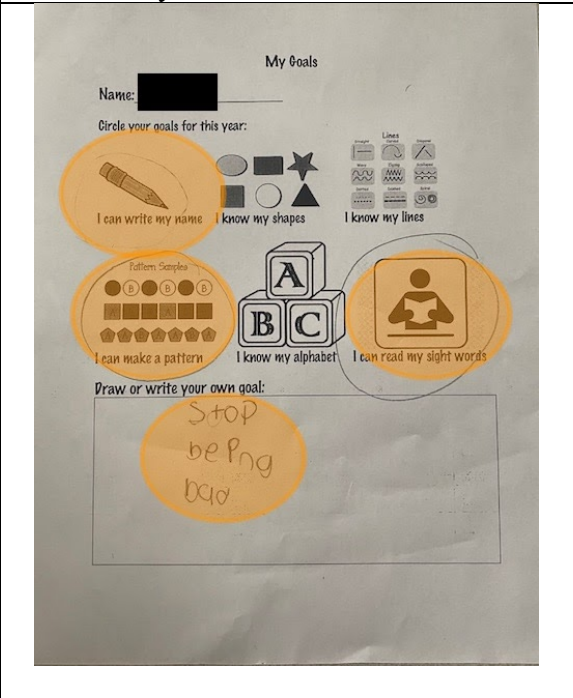 My Goals
Name:
Circle your goals for this year:
Lines
I can write my name I know my shapes I know my lines
Pattern Samples
B B B
A
B C
I can make a pattern I know my alphabet I can read my sight words
Draw or write your own goal:
Stop
bePng
bad